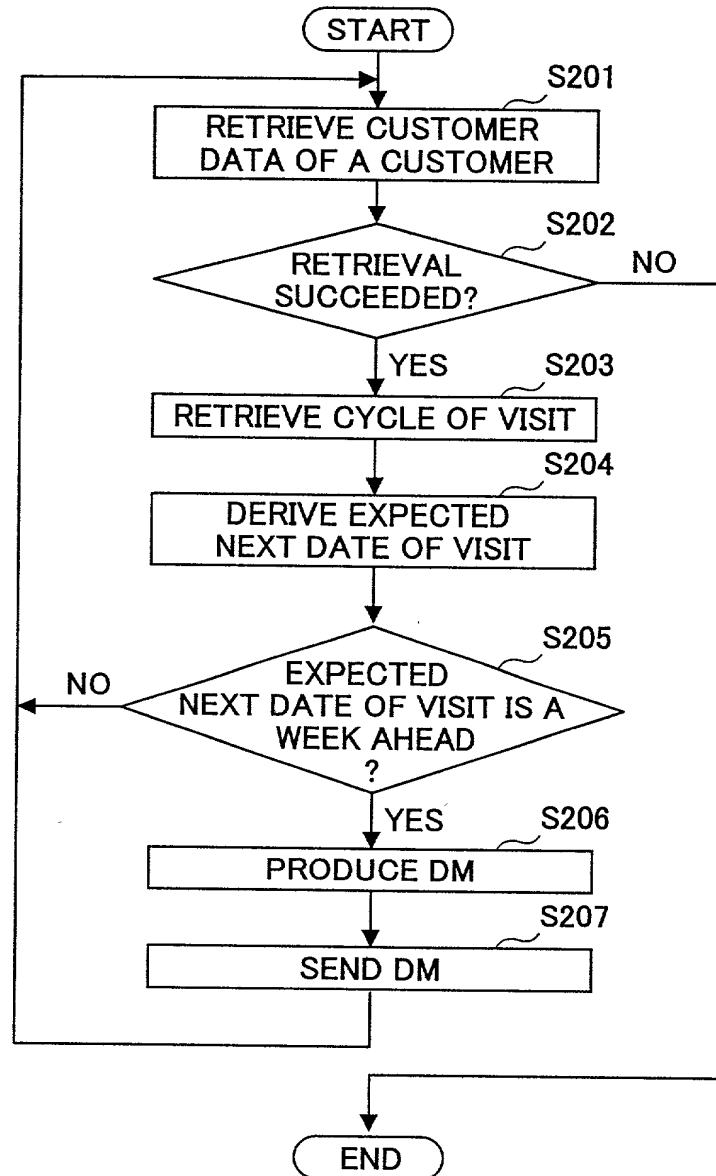 START
S201
RETRIEVE CUSTOMER
DATA OF A CUSTOMER
S202
RETRIEVAL
SUCCEEDED?
NO
YES
S203
RETRIEVE CYCLE OF VISIT
S204
DERIVE EXPECTED
NEXT DATE OF VISIT
S205
NO
EXPECTED
NEXT DATE OF VISIT IS A
WEEK AHEAD
?
YES
S206
PRODUCE DM
S207
SEND DM
END